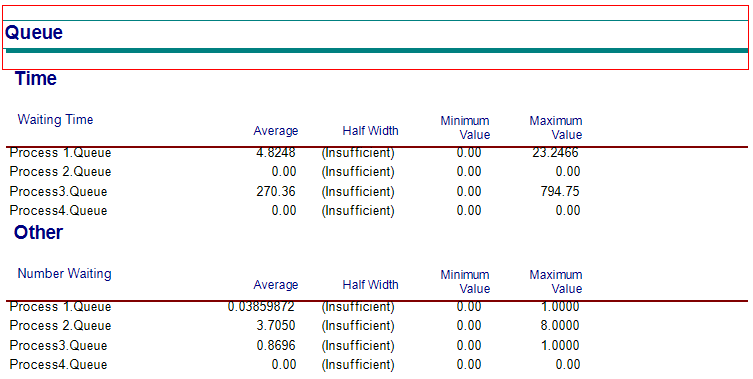 Queue
Time
Waiting Time Average Half Width Minimum Value Maximum Value
Process 1.Queue 4.8248 (Insufficient) 0.00 23.2466
Process 2.Queue 0.00 (Insufficient) 0.00 0.00
Process3.Queue 270.36 (Insufficient) 0.00 794.75
Process4.Queue 0.00 (Insufficient) 0.00 0.00
Other
Number Waiting Average Half Width Minimum Value Maximum Value
Process 1.Queue 0.03859872 (Insufficient) 0.00 1.0000
Process 2.Queue 3.7050 (Insufficient) 0.00 8.0000
Process3.Queue 0.8696 (Insufficient) 0.00 1.0000
Process4.Queue 0.00 (Insufficient) 0.00 0.00